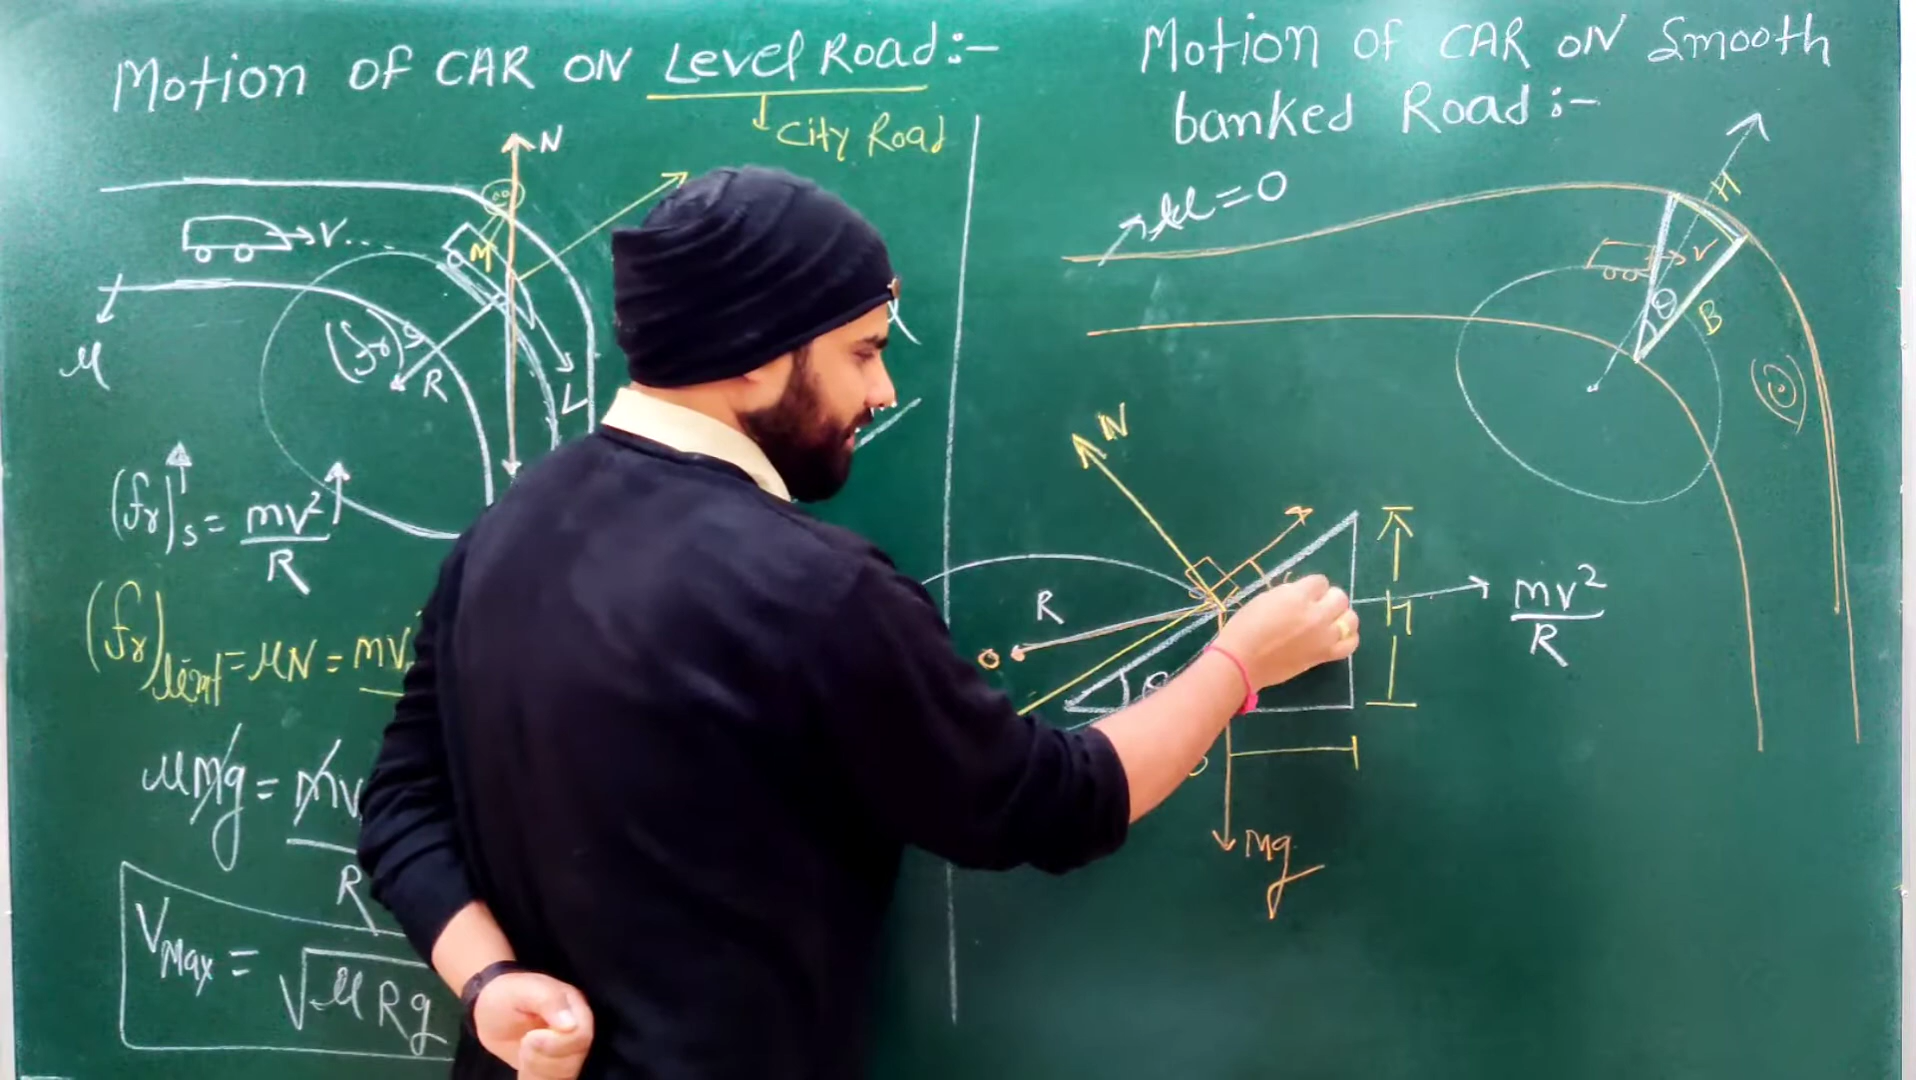 Motion OF CAR ON Level Road:-
City Road
N
V....
M
(fr)s
R
L
μ
(fr)s = mv²/R
(fr)limit = μN = mv
μmg = mv
R
VMax = √μRg
Motion OF CAR ON Smooth
banked Road:-
μ=0
H
v
θ
B
N
R
O
θ
H
mv²/R
mg